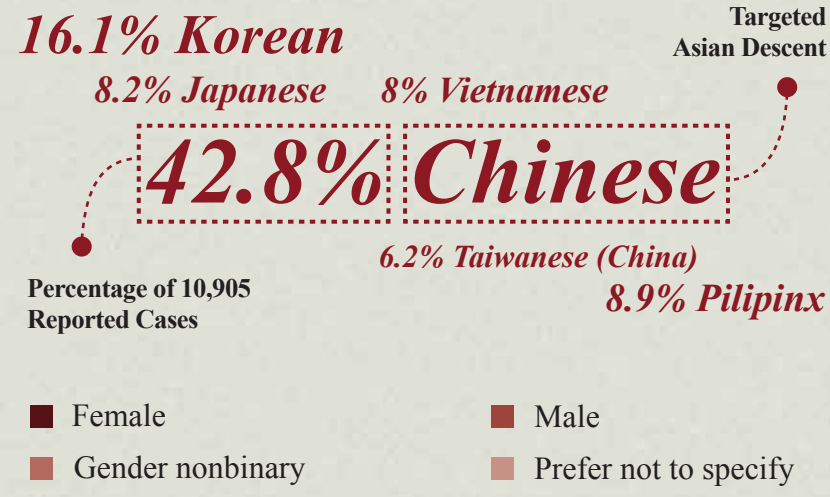 16.1% Korean
Targeted
Asian Descent
8.2% Japanese
8% Vietnamese
42.8% Chinese
6.2% Taiwanese (China)
Percentage of 10,905
Reported Cases
8.9% Pilipinx
Female
Male
Gender nonbinary
Prefer not to specify